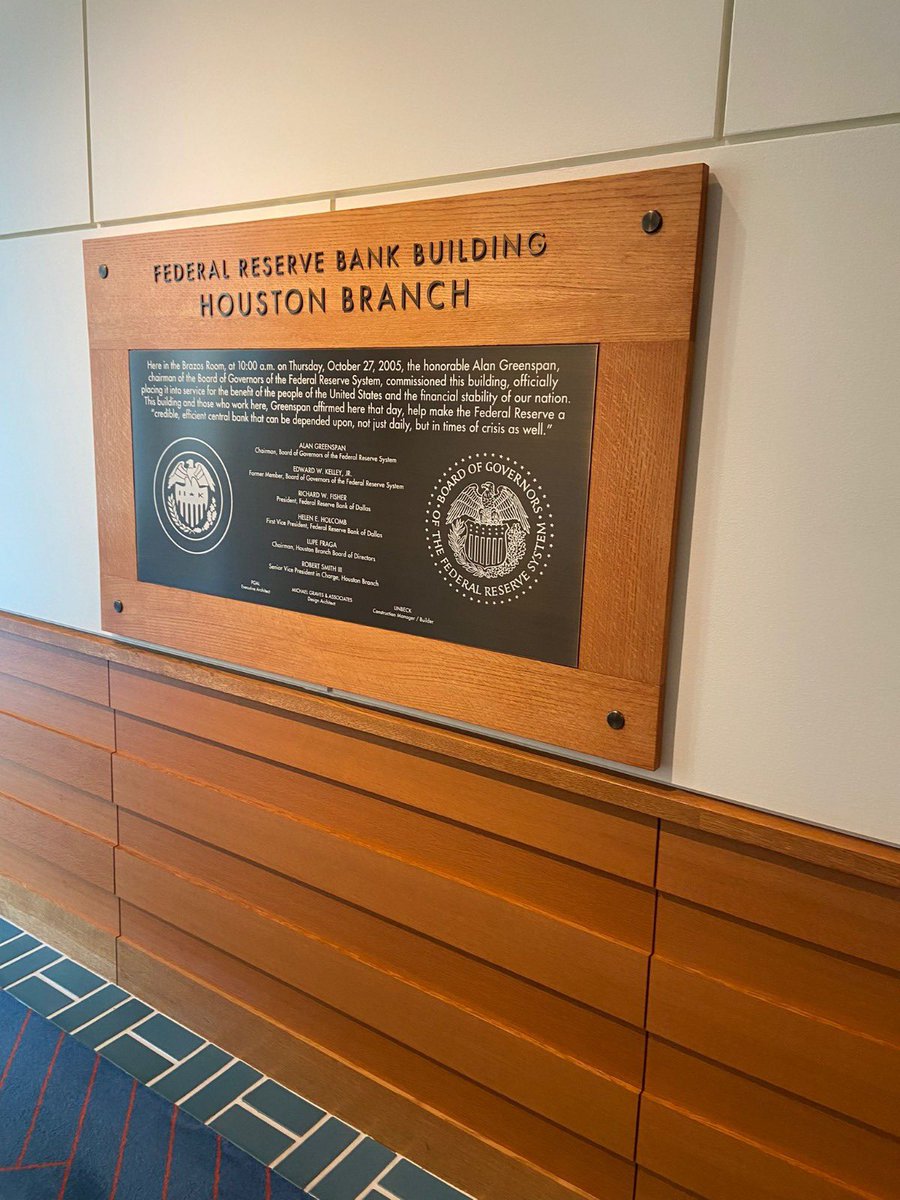 FEDERAL RESERVE BANK BUILDING
HOUSTON BRANCH
Here in the Brazos Room, at 10:00 a.m. on Thursday, October 27, 2005, the honorable Alan Greenspan,
chairman of the Board of Governors of the Federal Reserve System, commissioned this building, officially
placing it into service for the benefit of the people of the United States and the financial stability of our nation.
This building and those who work here, Greenspan affirmed here that day, help make the Federal Reserve a
"credible, efficient central bank that can be depended upon, not just daily, but in times of crisis as well."
ALAN GREENSPAN
Chairman, Board of Governors of the Federal Reserve System
EDWARD W. KELLEY, JR.
Former Member, Board of Governors of the Federal Reserve System
RICHARD W. FISHER
President, Federal Reserve Bank of Dallas
HELEN E. HOLCOMB
First Vice President, Federal Reserve Bank of Dallas
LUPE FRAGA
Chairman, Houston Branch Board of Directors
ROBERT SMITH III
Senior Vice President in Charge, Houston Branch
PGAL
Executive Architect
MICHAEL GRAVES & ASSOCIATES
Design Architect
LINBECK
Construction Manager / Builder
BOARD OF GOVERNORS
OF THE FEDERAL RESERVE SYSTEM